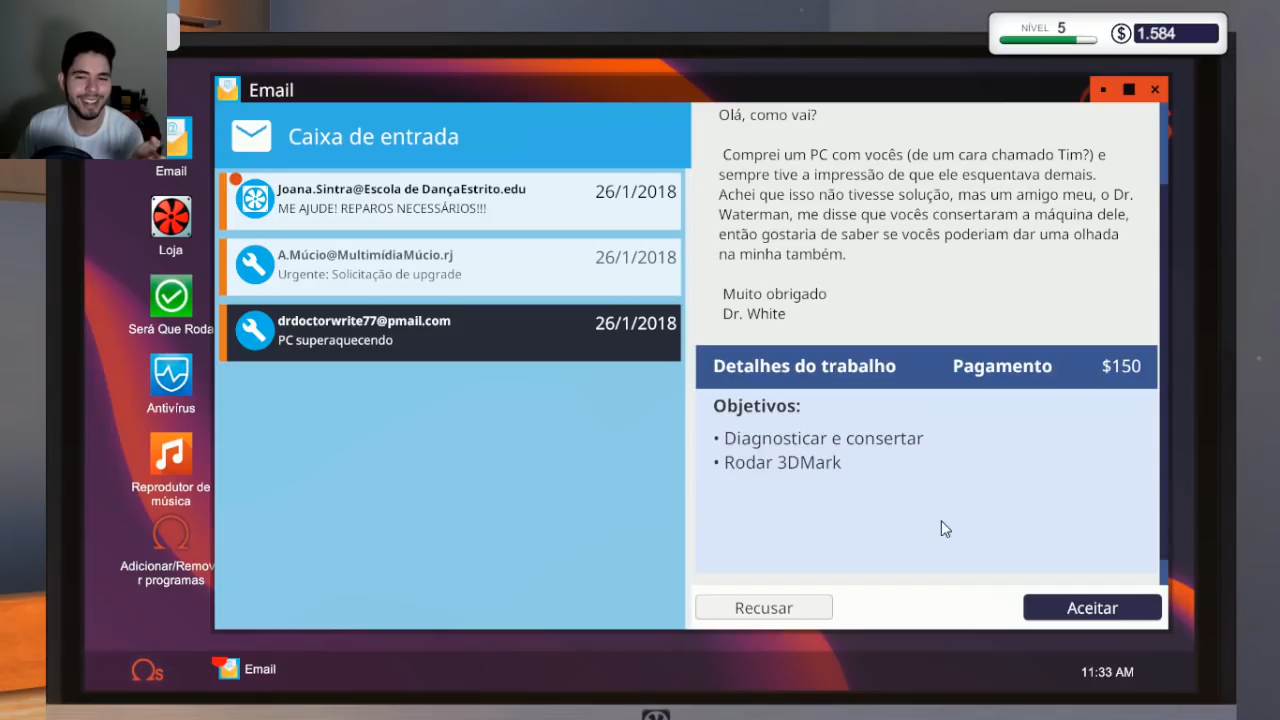 NÍVEL 5
$ 1.584
Email
Caixa de entrada
Joana.Sintra@Escola de DançaEstrito.edu 26/1/2018
ME AJUDE! REPAROS NECESSÁRIOS!!!
A.Múcio@MultimídiaMúcio.rj 26/1/2018
Urgente: Solicitação de upgrade
drdoctorwrite77@pmail.com 26/1/2018
PC superaquecendo
Olá, como vai?
Comprei um PC com vocês (de um cara chamado Tim?) e
sempre tive a impressão de que ele esquentava demais.
Achei que isso não tivesse solução, mas um amigo meu, o Dr.
Waterman, me disse que vocês consertaram a máquina dele,
então gostaria de saber se vocês poderiam dar uma olhada
na minha também.
Muito obrigado
Dr. White
Detalhes do trabalho Pagamento $150
Objetivos:
• Diagnosticar e consertar
• Rodar 3DMark
Recusar
Aceitar
Email
Loja
Será Que Roda
Antivírus
Reprodutor de
música
Adicionar/Remov
r programas
Ωs
Email
11:33 AM